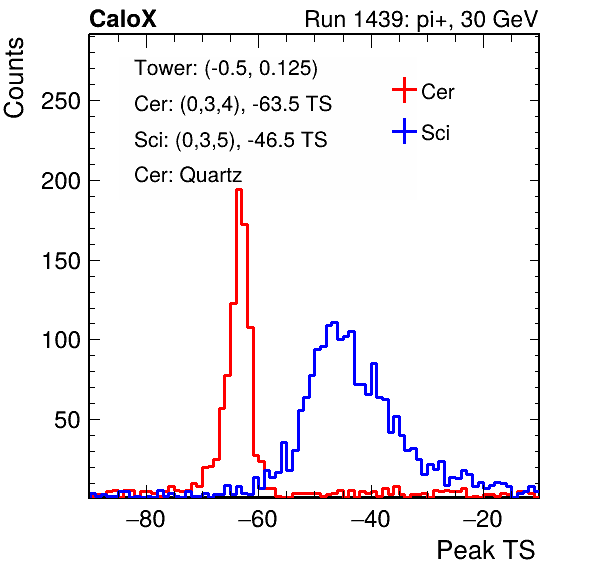 CaloX Run 1439: pi+, 30 GeV
Counts
Tower: (-0.5, 0.125)
Cer: (0,3,4), -63.5 TS
Sci: (0,3,5), -46.5 TS
Cer: Quartz
Cer
Sci
250
200
150
100
50
−80 −60 −40 −20
Peak TS